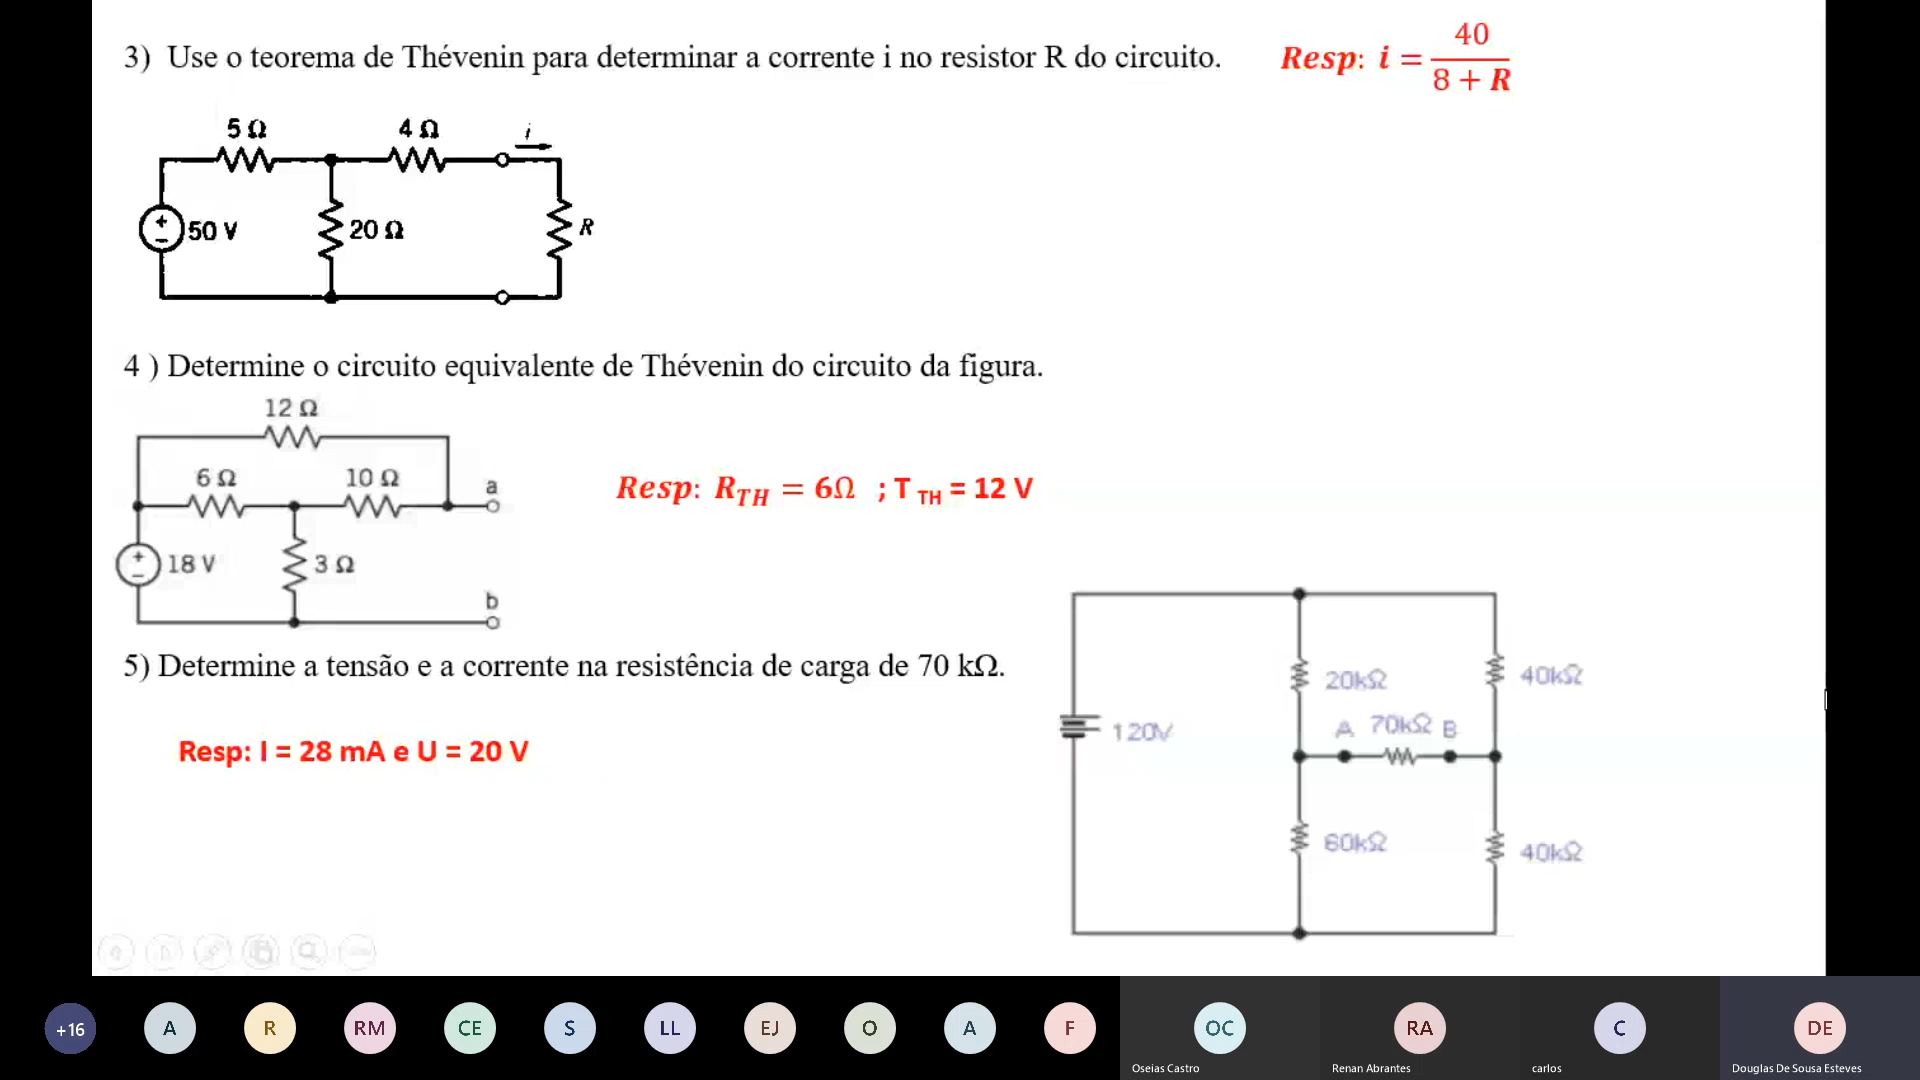 3) Use o teorema de Thévenin para determinar a corrente i no resistor R do circuito.
Resp: i = 40 / 8 + R
5 Ω
4 Ω
i
+
−
50 V
20 Ω
R
4 ) Determine o circuito equivalente de Thévenin do circuito da figura.
12 Ω
6 Ω
10 Ω
a
+
−
18 V
3 Ω
b
Resp: RTH = 6Ω ; T TH = 12 V
5) Determine a tensão e a corrente na resistência de carga de 70 kΩ.
Resp: I = 28 mA e U = 20 V
20kΩ
40kΩ
120V
A 70kΩ B
60kΩ
40kΩ
+16
A
R
RM
CE
S
LL
EJ
O
A
F
OC
RA
C
DE
Oseias Castro
Renan Abrantes
carlos
Douglas De Sousa Esteves